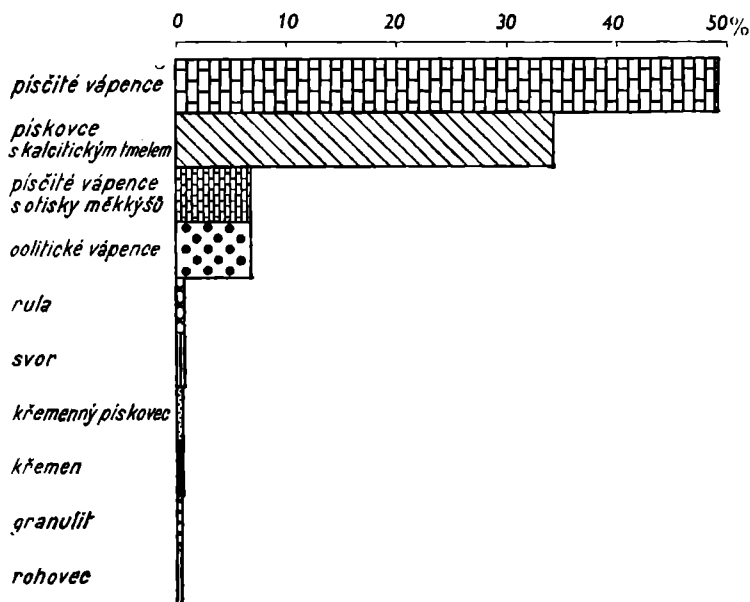 0 10 20 30 40 50%
písčité vápence
pískovce
s kalcitickým tmelem
písčité vápence
s otisky měkkýšů
oolitické vápence
rula
svor
křemenný pískovec
křemen
granulit
rohovec